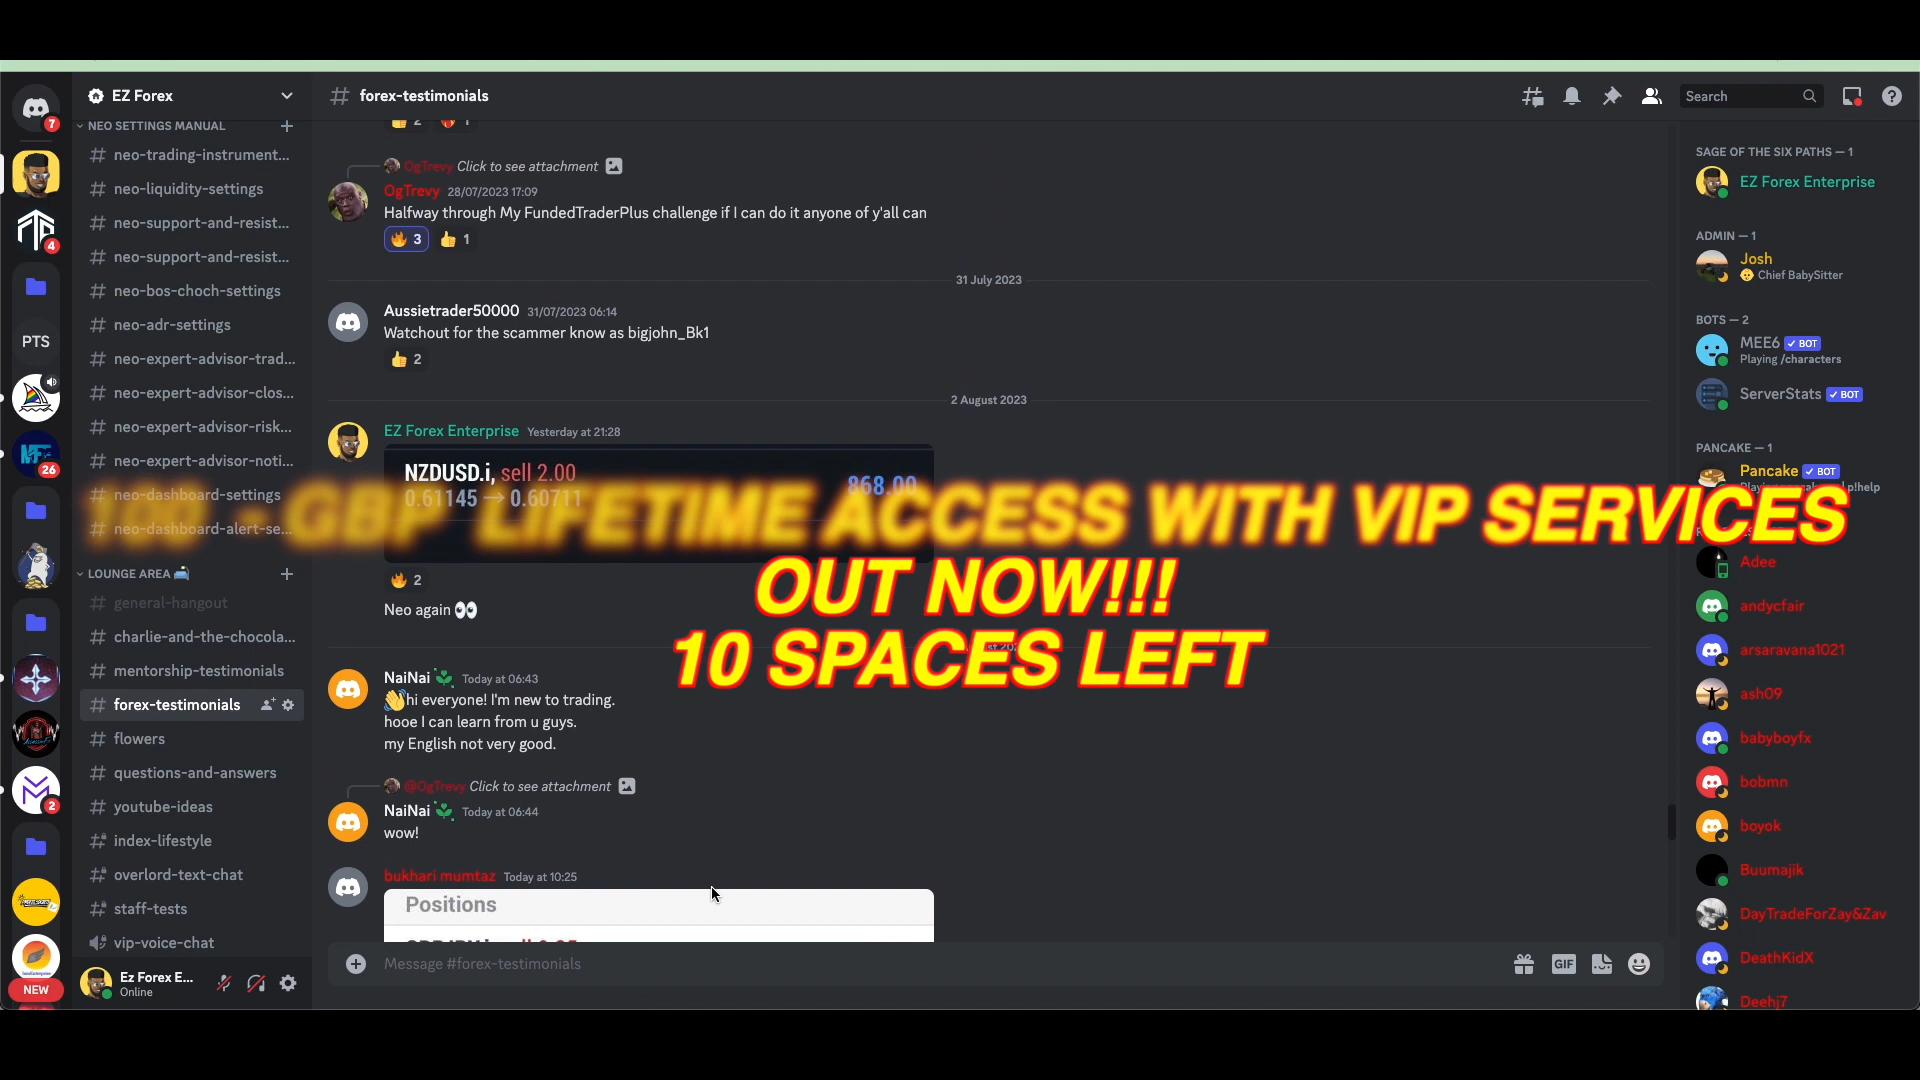 7
4
PTS
26
2
NEW
EZ Forex
NEO SETTINGS MANUAL
neo-trading-instrument...
neo-liquidity-settings
neo-support-and-resist...
neo-support-and-resist...
neo-bos-choch-settings
neo-adr-settings
neo-expert-advisor-trad...
neo-expert-advisor-clos...
neo-expert-advisor-risk...
neo-expert-advisor-noti...
neo-dashboard-settings
neo-dashboard-alert-se...
LOUNGE AREA
general-hangout
charlie-and-the-chocola...
mentorship-testimonials
forex-testimonials
flowers
questions-and-answers
youtube-ideas
index-lifestyle
overlord-text-chat
staff-tests
vip-voice-chat
Ez Forex E...
Online
forex-testimonials
Search
2 1
OgTrevy Click to see attachment
OgTrevy 28/07/2023 17:09
Halfway through My FundedTraderPlus challenge if I can do it anyone of y'all can
3 1
31 July 2023
Aussietrader50000 31/07/2023 06:14
Watchout for the scammer know as bigjohn_Bk1
2
2 August 2023
EZ Forex Enterprise Yesterday at 21:28
NZDUSD.i, sell 2.00
0.61145 → 0.60711 868.00
GBP LIFETIME ACCESS WITH VIP SERVICES
OUT NOW!!!
10 SPACES LEFT
2
Neo again
NaiNai Today at 06:43
hi everyone! I'm new to trading.
hooe I can learn from u guys.
my English not very good.
@OgTrevy Click to see attachment
NaiNai Today at 06:44
wow!
bukhari mumtaz Today at 10:25
Positions
Message #forex-testimonials
GIF
SAGE OF THE SIX PATHS — 1
EZ Forex Enterprise
ADMIN — 1
Josh
Chief BabySitter
BOTS — 2
MEE6 BOT
Playing /characters
ServerStats BOT
PANCAKE — 1
Pancake BOT
p!help
Adee
andycfair
arsaravana1021
ash09
babyboyfx
bobmn
boyok
Buumajik
DayTradeForZay&Zav
DeathKidX
Deehj7